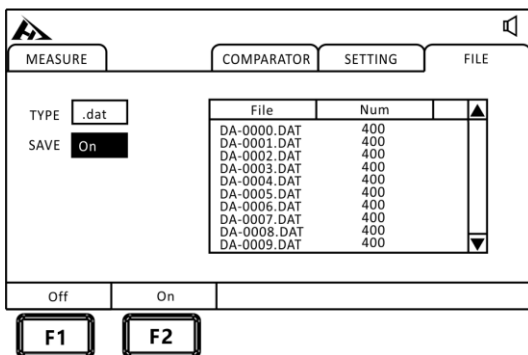 MEASURE COMPARATOR SETTING FILE
TYPE .dat
SAVE On
File Num
DA-0000.DAT 400
DA-0001.DAT 400
DA-0002.DAT 400
DA-0003.DAT 400
DA-0004.DAT 400
DA-0005.DAT 400
DA-0006.DAT 400
DA-0007.DAT 400
DA-0008.DAT 400
DA-0009.DAT 400
Off On
F1 F2